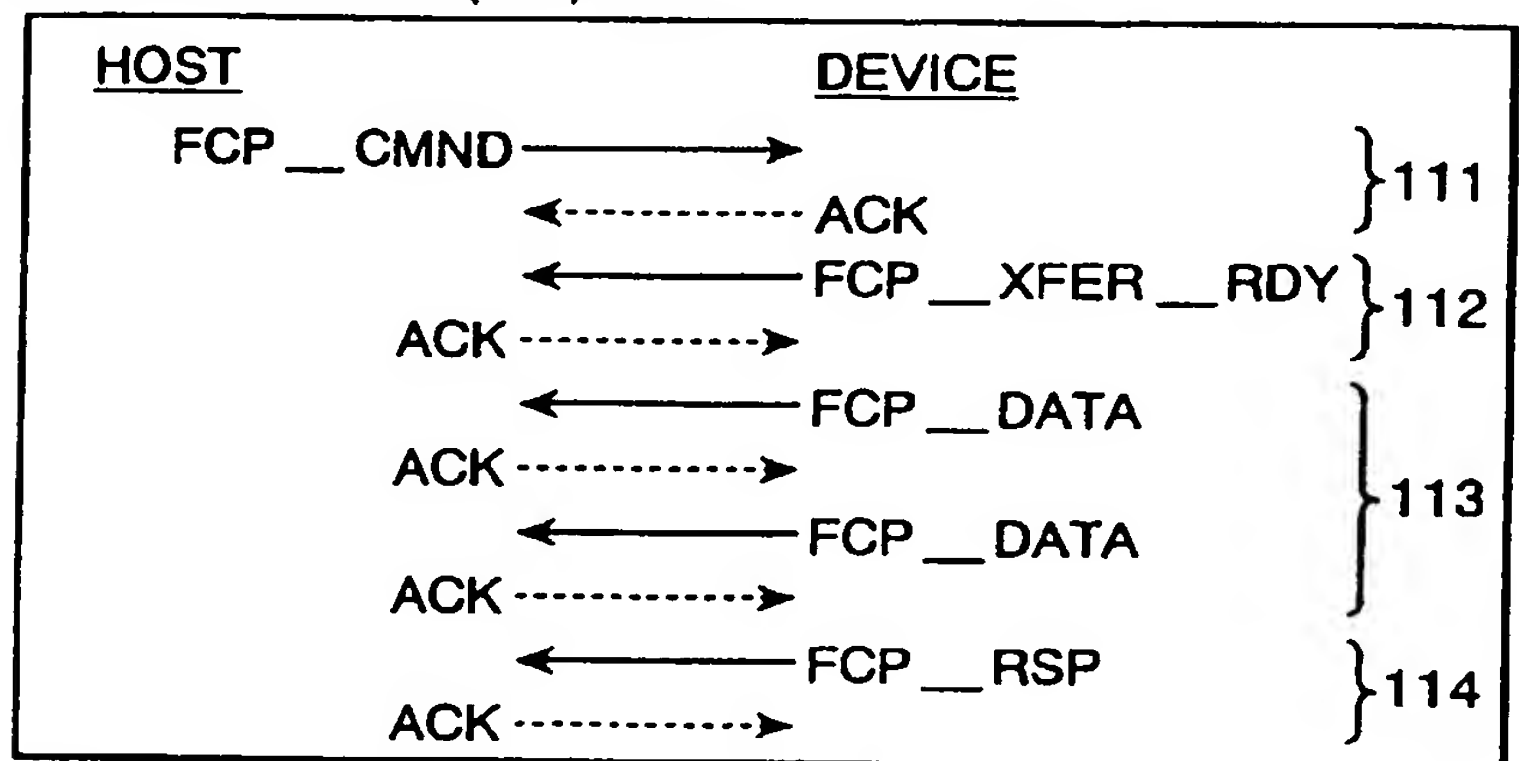 HOST DEVICE
FCP__CMND
111
ACK
FCP__XFER__RDY
112
ACK
FCP__DATA
ACK
113
FCP__DATA
ACK
FCP__RSP
114
ACK